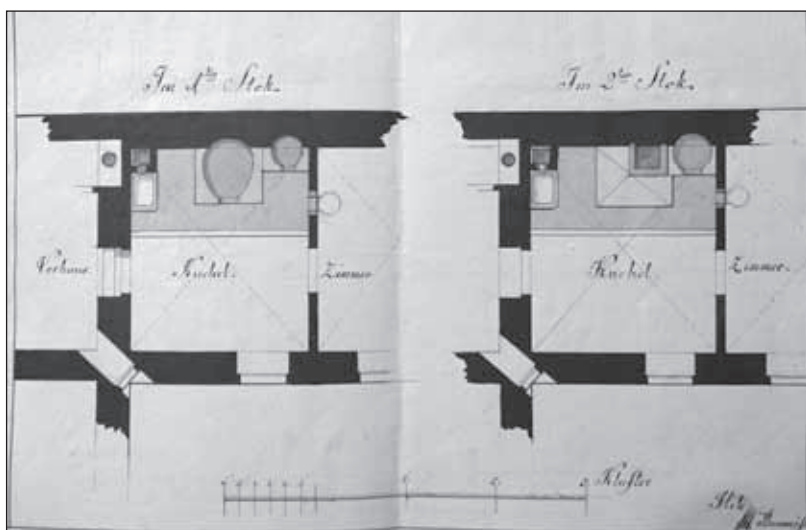 Im 1ten Stok.
Im 2ten Stok.
Vorhaus.
Kuchel.
Zimmer
Kuchel.
Zimmer.
Klafter